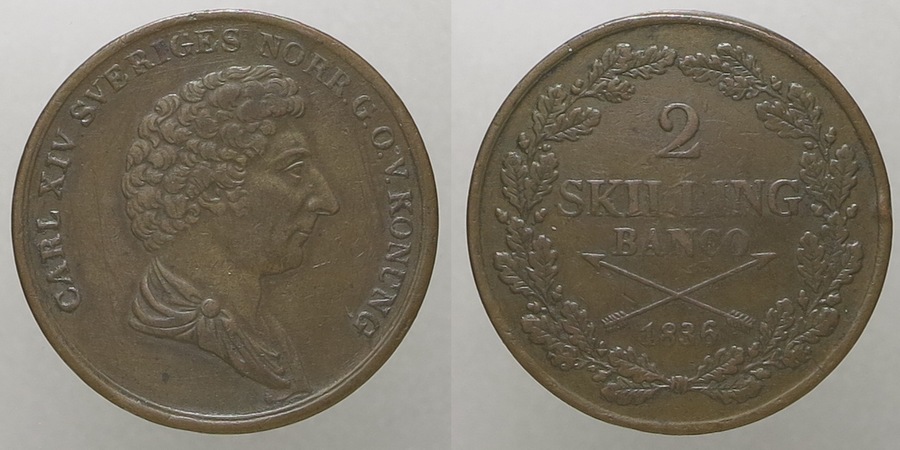 CARL XIV SVERIGES NORR. G. O. V. KONUNG
2
SKILLING
BANCO
1836